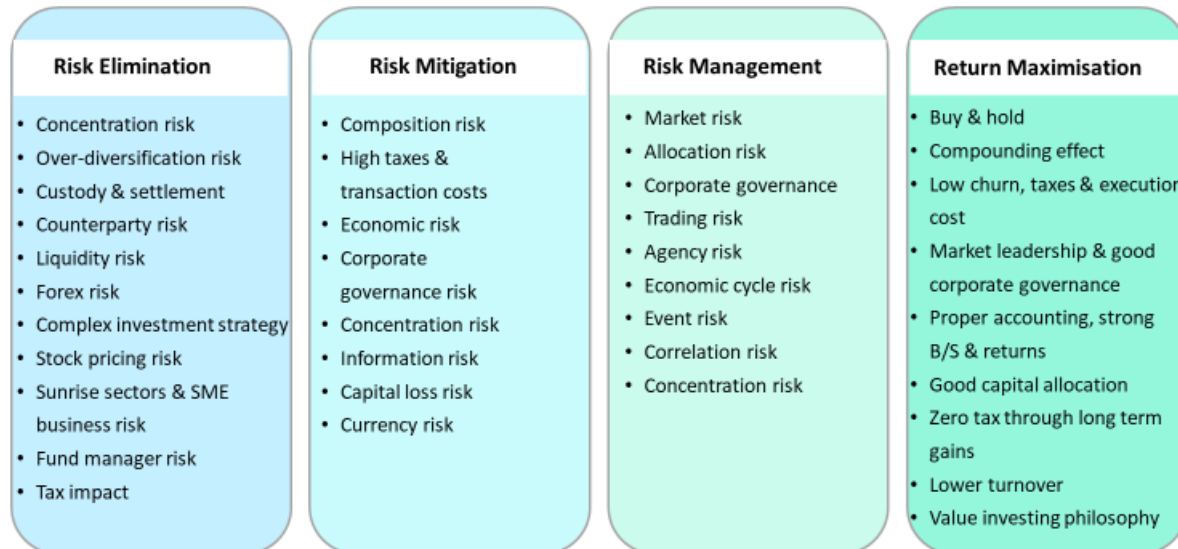 Risk Elimination
• Concentration risk
• Over-diversification risk
• Custody & settlement
• Counterparty risk
• Liquidity risk
• Forex risk
• Complex investment strategy
• Stock pricing risk
• Sunrise sectors & SME
business risk
• Fund manager risk
• Tax impact
Risk Mitigation
• Composition risk
• High taxes &
transaction costs
• Economic risk
• Corporate
governance risk
• Concentration risk
• Information risk
• Capital loss risk
• Currency risk
Risk Management
• Market risk
• Allocation risk
• Corporate governance
• Trading risk
• Agency risk
• Economic cycle risk
• Event risk
• Correlation risk
• Concentration risk
Return Maximisation
• Buy & hold
• Compounding effect
• Low churn, taxes & execution
cost
• Market leadership & good
corporate governance
• Proper accounting, strong
B/S & returns
• Good capital allocation
• Zero tax through long term
gains
• Lower turnover
• Value investing philosophy